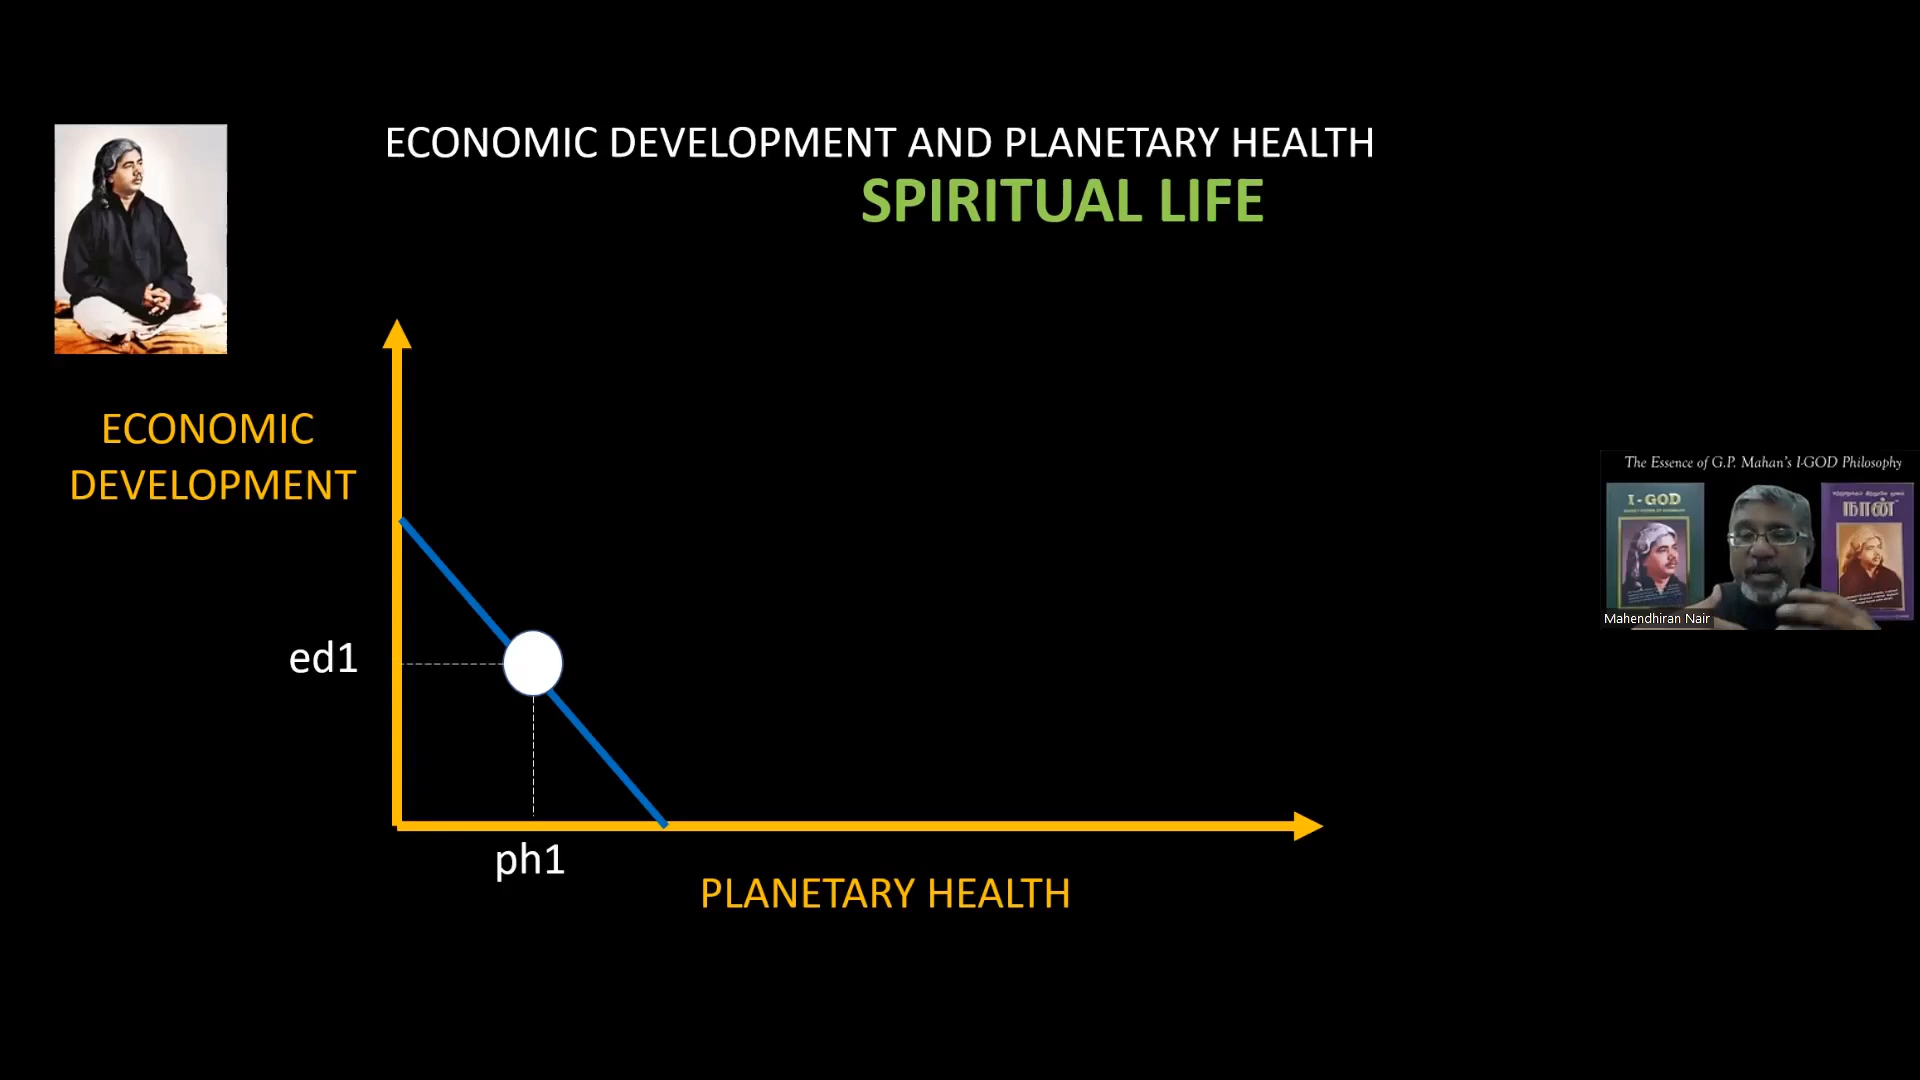 ECONOMIC DEVELOPMENT AND PLANETARY HEALTH
SPIRITUAL LIFE
ECONOMIC
DEVELOPMENT
ed1
ph1
PLANETARY HEALTH
The Essence of G.P. Mahan's I-GOD Philosophy
I-GOD
நான்
Mahendhiran Nair